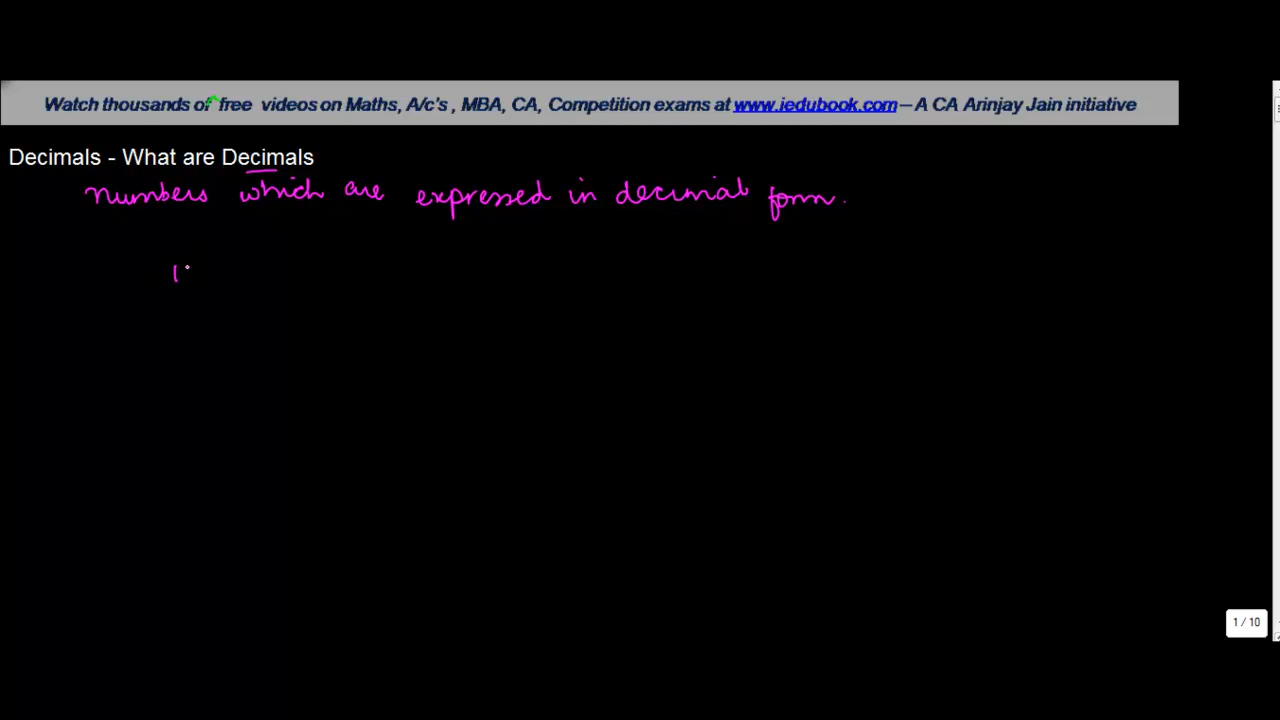 Watch thousands of free videos on Maths, A/c's , MBA, CA, Competition exams at www.iedubook.com – A CA Arinjay Jain initiative
Decimals - What are Decimals
Numbers which are expressed in decimal form.
1.
1 / 10